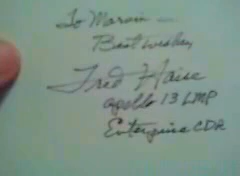 To Marvin
Best wishes
Fred Haise
Apollo 13 LMP
Enterprise CDR